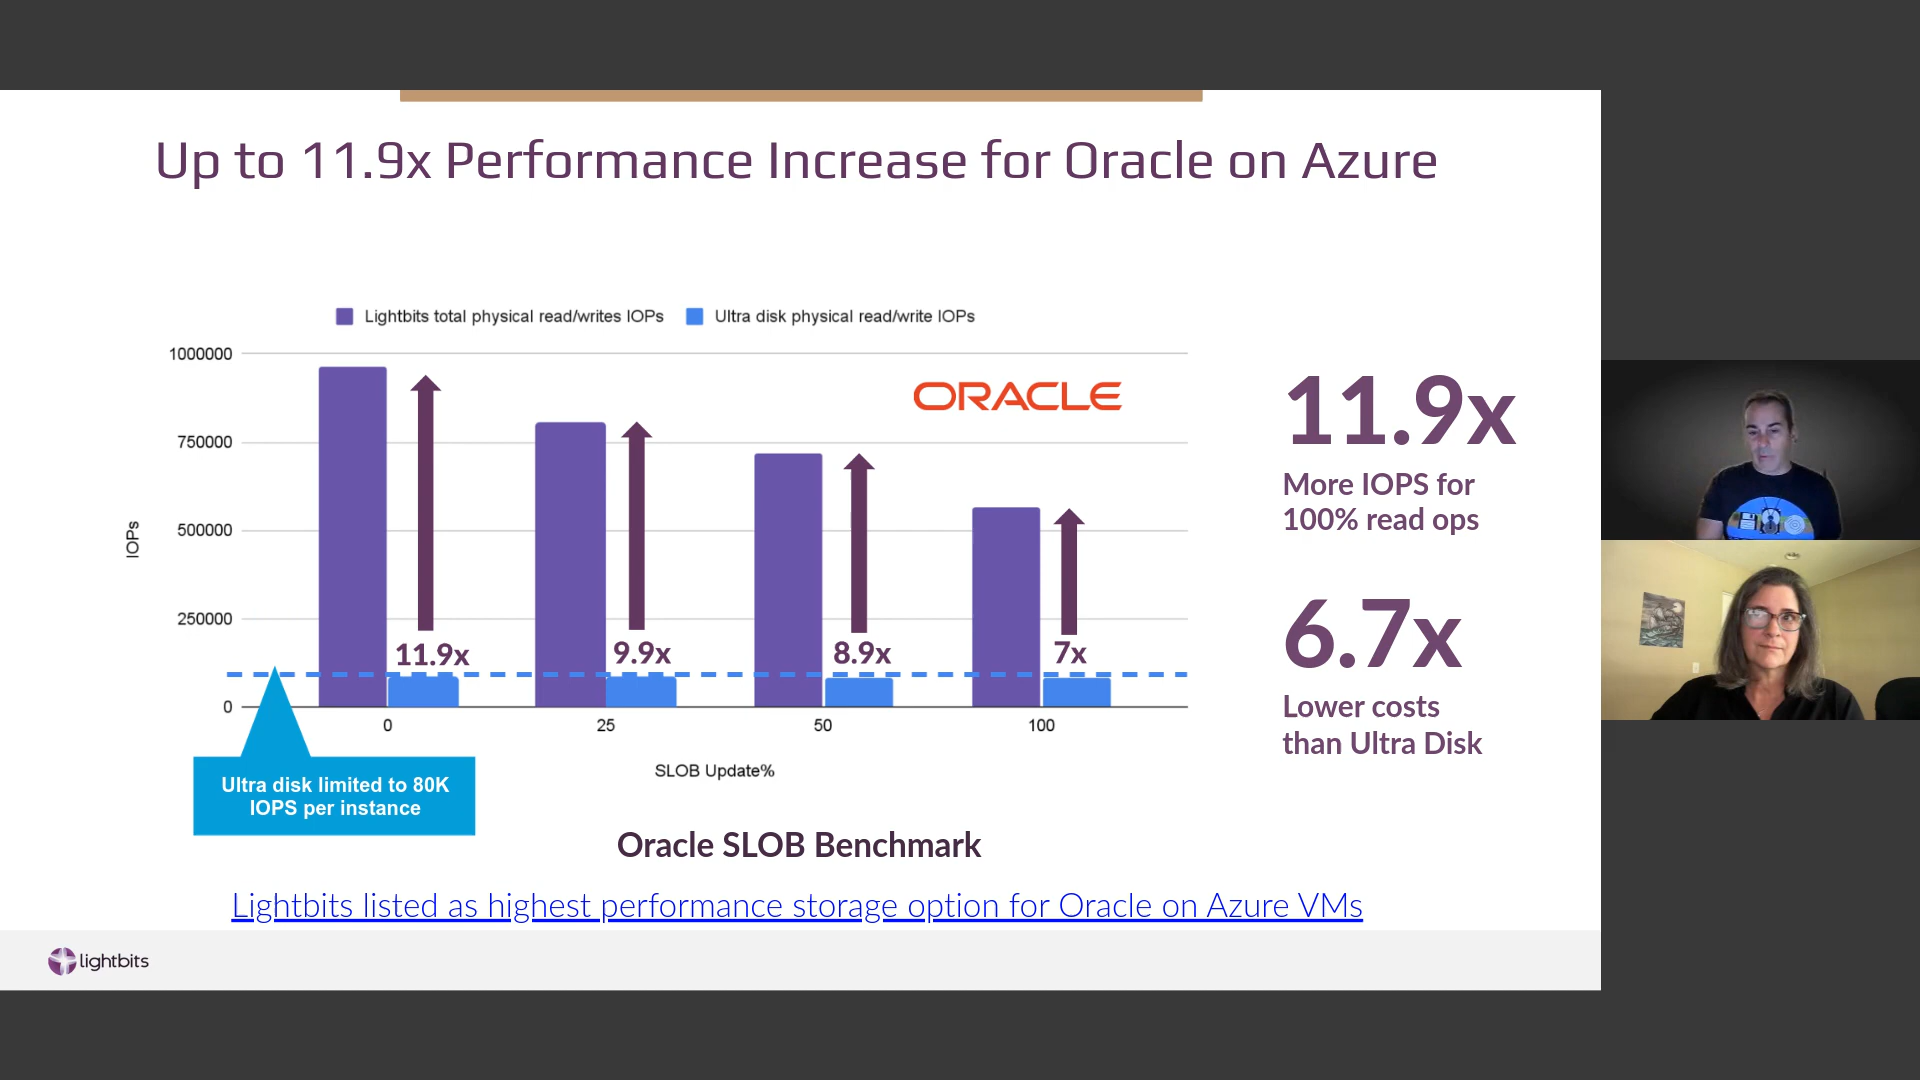 Up to 11.9x Performance Increase for Oracle on Azure
Lightbits total physical read/writes IOPs
Ultra disk physical read/write IOPs
1000000
750000
500000
250000
0
IOPs
ORACLE
11.9x
9.9x
8.9x
7x
0
25
50
100
SLOB Update%
Ultra disk limited to 80K
IOPS per instance
11.9x
More IOPS for
100% read ops
6.7x
Lower costs
than Ultra Disk
Oracle SLOB Benchmark
Lightbits listed as highest performance storage option for Oracle on Azure VMs
lightbits